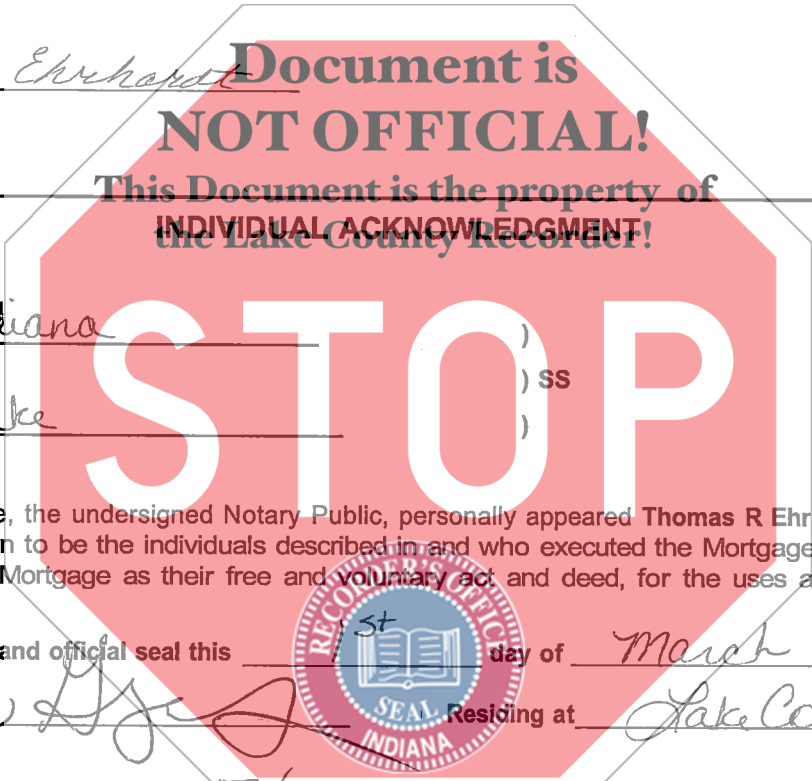 Ehrhardt
Document is
NOT OFFICIAL!
This Document is the property of
the Lake County Recorder!
INDIVIDUAL ACKNOWLEDGMENT
iana )
) SS
ke )
STOP
e, the undersigned Notary Public, personally appeared Thomas R Ehr
n to be the individuals described in and who executed the Mortgage
Mortgage as their free and voluntary act and deed, for the uses a
and official seal this 1st day of March
Residing at Lake Co
RECORDER'S OFFICE
SEAL
INDIANA